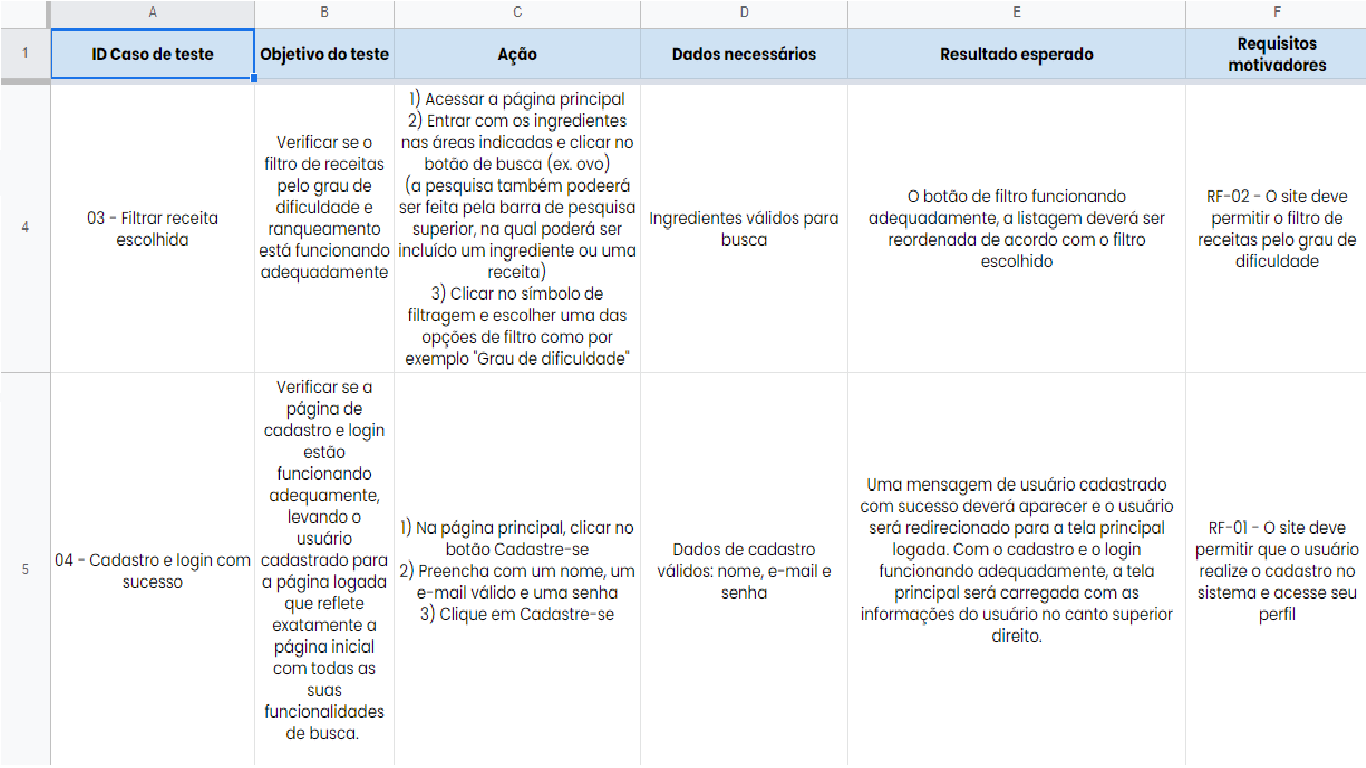 A B C D E F
1 ID Caso de teste Objetivo do teste Ação Dados necessários Resultado esperado Requisitos
motivadores
4
03 - Filtrar receita
escolhida
Verificar se o
filtro de receitas
pelo grau de
dificuldade e
ranqueamento
está funcionando
adequadamente
1) Acessar a página principal
2) Entrar com os ingredientes
nas áreas indicadas e clicar no
botão de busca (ex. ovo)
(a pesquisa também podeerá
ser feita pela barra de pesquisa
superior, na qual poderá ser
incluído um ingrediente ou uma
receita)
3) Clicar no símbolo de
filtragem e escolher uma das
opções de filtro como por
exemplo "Grau de dificuldade"
Ingredientes válidos para
busca
O botão de filtro funcionando
adequadamente, a listagem deverá ser
reordenada de acordo com o filtro
escolhido
RF-02 - O site deve
permitir o filtro de
receitas pelo grau de
dificuldade
5
04 - Cadastro e login com
sucesso
Verificar se a
página de
cadastro e login
estão
funcionando
adequamente,
levando o
usuário
cadastrado para
a página logada
que reflete
exatamente a
página inicial
com todas as
suas
funcionalidades
de busca.
1) Na página principal, clicar no
botão Cadastre-se
2) Preencha com um nome, um
e-mail válido e uma senha
3) Clique em Cadastre-se
Dados de cadastro
válidos: nome, e-mail e
senha
Uma mensagem de usuário cadastrado
com sucesso deverá aparecer e o usuário
será redirecionado para a tela principal
logada. Com o cadastro e o login
funcionando adequadamente, a tela
principal será carregada com as
informações do usuário no canto superior
direito.
RF-01 - O site deve
permitir que o usuário
realize o cadastro no
sistema e acesse seu
perfil